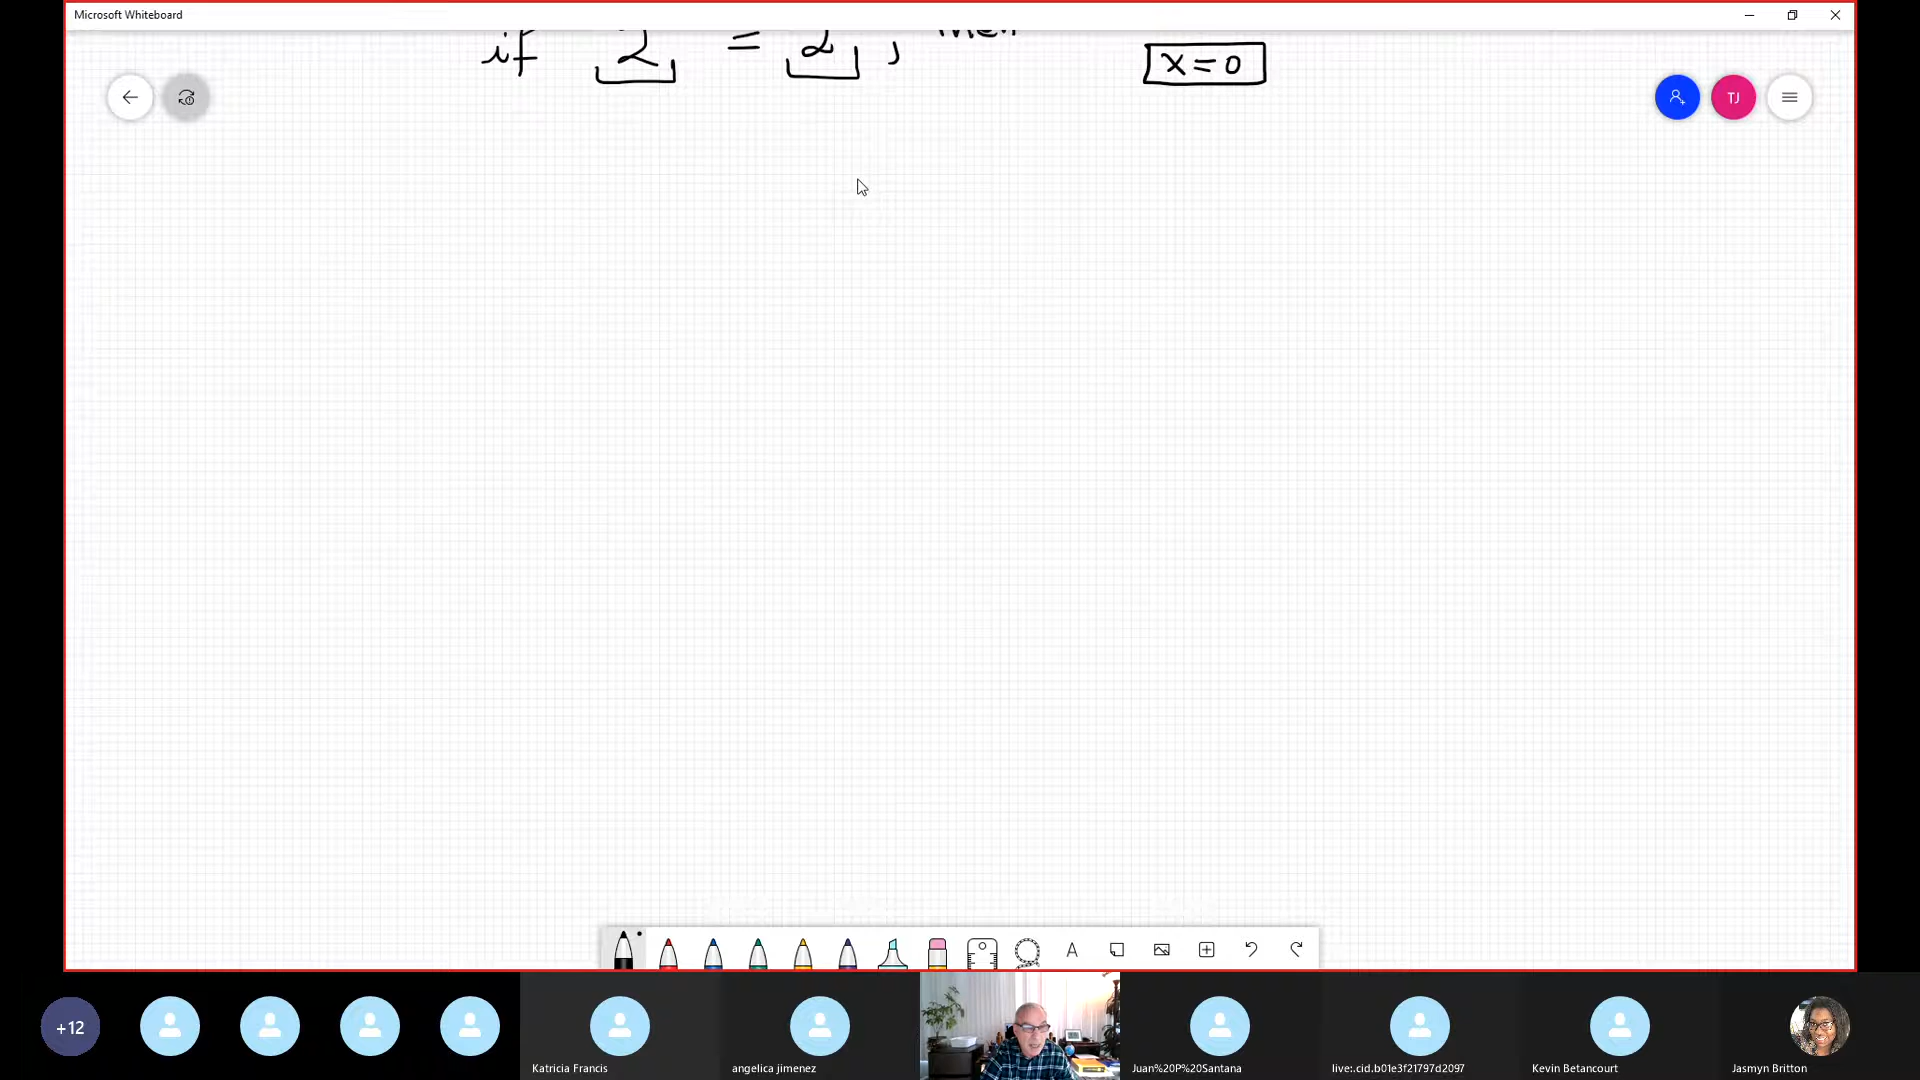 Microsoft Whiteboard
if 2 = 2 , then
x=0
TJ
A
+12
Katricia Francis
angelica jimenez
Juan%20P%20Santana
live:.cid.b01e3f21797d2097
Kevin Betancourt
Jasmyn Britton